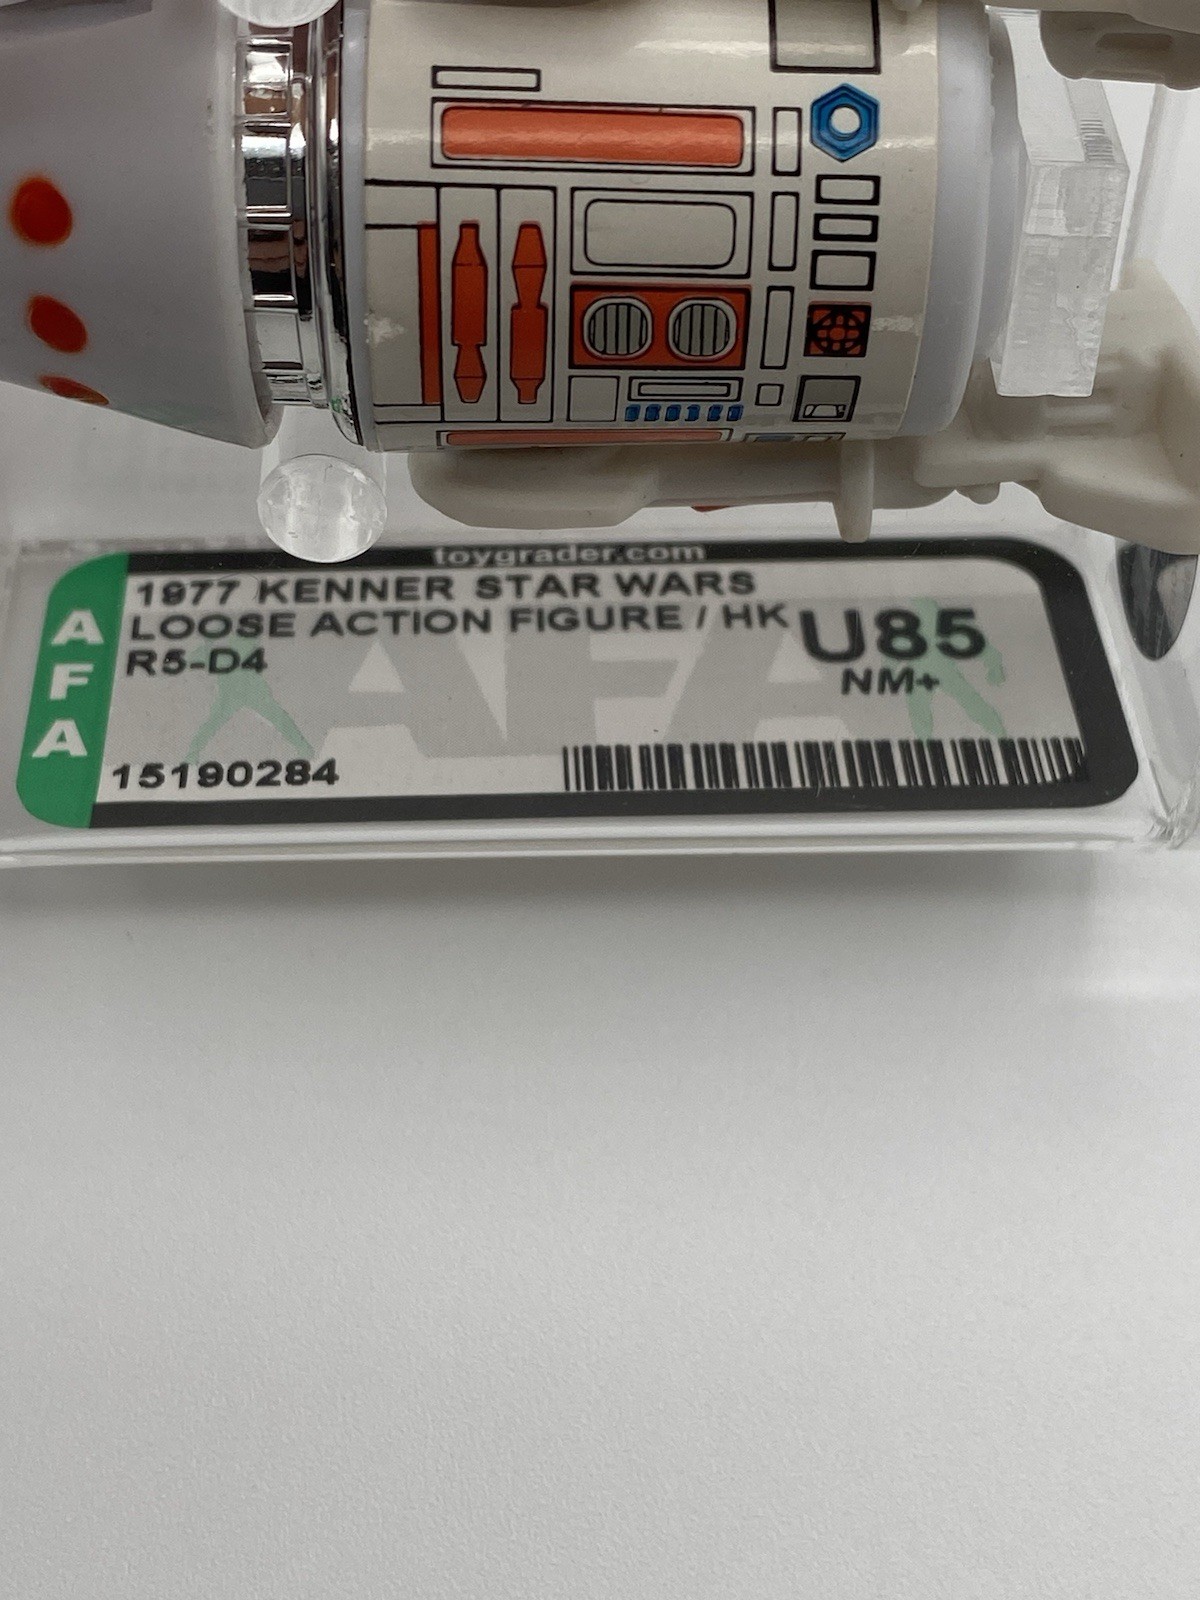 toygrader.com
1977 KENNER STAR WARS
LOOSE ACTION FIGURE / HK
R5-D4
U85
NM+
AFA
AFA
15190284